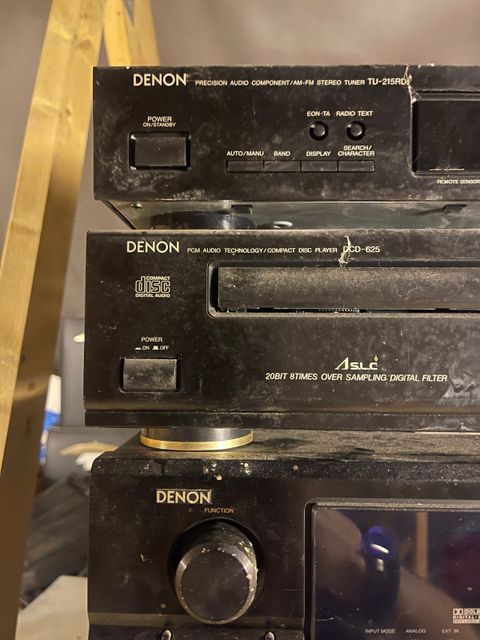 DENON PRECISION AUDIO COMPONENT/AM-FM STEREO TUNER TU-215RD
POWER
ON/STANDBY
EON•TA RADIO TEXT
AUTO/MANU BAND DISPLAY SEARCH/
CHARACTER
REMOTE SENSOR
DENON PCM AUDIO TECHNOLOGY/COMPACT DISC PLAYER DCD-625
COMPACT
disc
DIGITAL AUDIO
POWER
ON OFF
ASLC
20BIT 8TIMES OVER SAMPLING DIGITAL FILTER
DENON
FUNCTION
INPUT MODE ANALOG EXT. IN